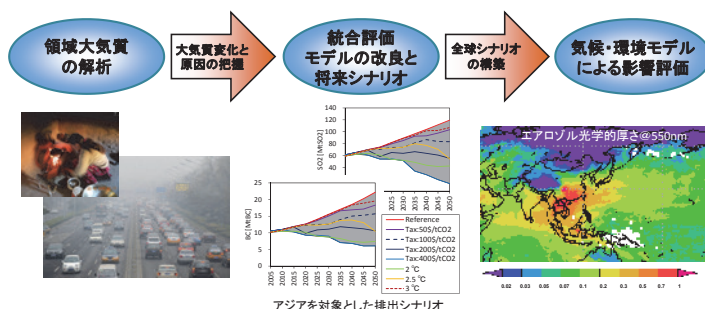 領域大気質
の解析
大気質変化と
原因の把握
統合評価
モデルの改良と
将来シナリオ
全球シナリオ
の構築
気候・環境モデル
による影響評価
SO2 [MtSO2]
140
120
100
80
60
40
2025
2030
2035
2040
2045
2050
BC [MtBC]
25
20
15
10
5
0
2005
2010
2015
2020
2025
2030
2035
2040
2045
2050
Reference
Tax:50$/tCO2
Tax:100$/tCO2
Tax:200$/tCO2
Tax:400$/tCO2
2 ℃
2.5 ℃
3 ℃
アジアを対象とした排出シナリオ
エアロゾル光学的厚さ@550nm
0.02 0.03 0.05 0.07 0.1 0.2 0.3 0.5 0.7 1